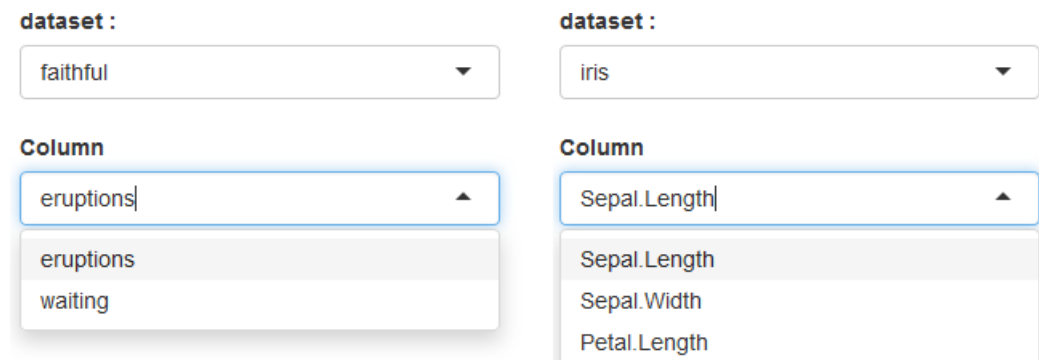 dataset :
faithful
Column
eruptions
eruptions
waiting
dataset :
iris
Column
Sepal.Length
Sepal.Length
Sepal.Width
Petal.Length